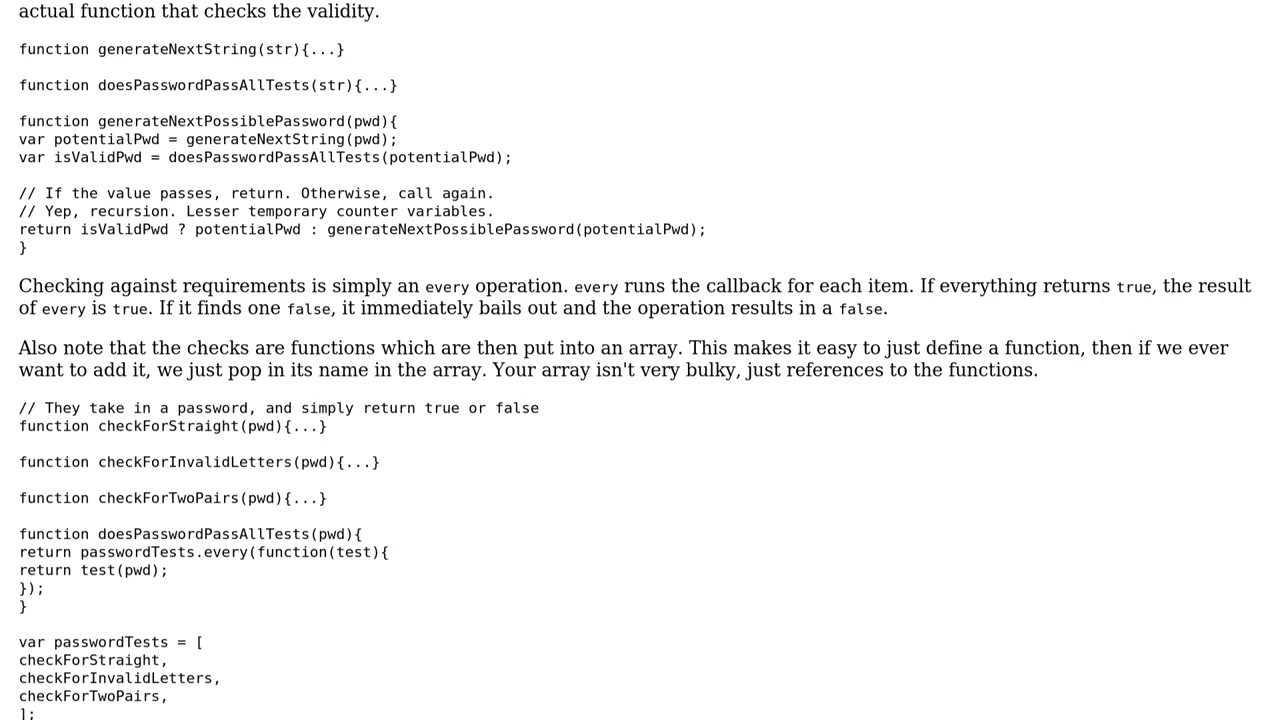 actual function that checks the validity.
function generateNextString(str){...}
function doesPasswordPassAllTests(str){...}
function generateNextPossiblePassword(pwd){
var potentialPwd = generateNextString(pwd);
var isValidPwd = doesPasswordPassAllTests(potentialPwd);
// If the value passes, return. Otherwise, call again.
// Yep, recursion. Lesser temporary counter variables.
return isValidPwd ? potentialPwd : generateNextPossiblePassword(potentialPwd);
}
Checking against requirements is simply an every operation. every runs the callback for each item. If everything returns true, the result
of every is true. If it finds one false, it immediately bails out and the operation results in a false.
Also note that the checks are functions which are then put into an array. This makes it easy to just define a function, then if we ever
want to add it, we just pop in its name in the array. Your array isn't very bulky, just references to the functions.
// They take in a password, and simply return true or false
function checkForStraight(pwd){...}
function checkForInvalidLetters(pwd){...}
function checkForTwoPairs(pwd){...}
function doesPasswordPassAllTests(pwd){
return passwordTests.every(function(test){
return test(pwd);
});
}
var passwordTests = [
checkForStraight,
checkForInvalidLetters,
checkForTwoPairs,
];